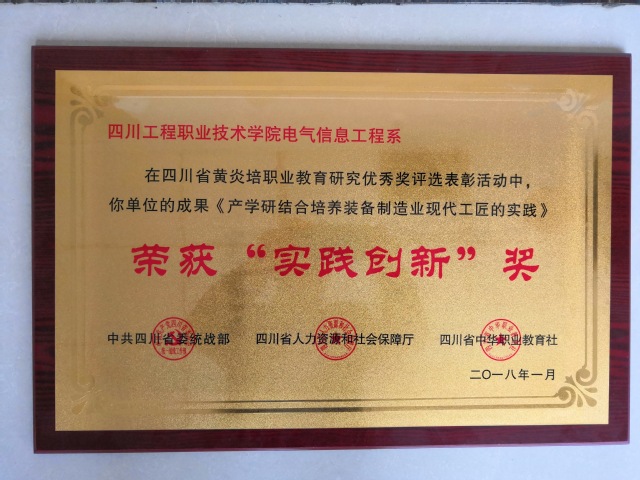 四川工程职业技术学院电气信息工程系
在四川省黄炎培职业教育研究优秀奖评选表彰活动中，
你单位的成果《产学研结合培养装备制造业现代工匠的实践》
荣获“实践创新”奖
中共四川省委统战部 四川省人力资源和社会保障厅 四川省中华职业教育社
二〇一八年一月